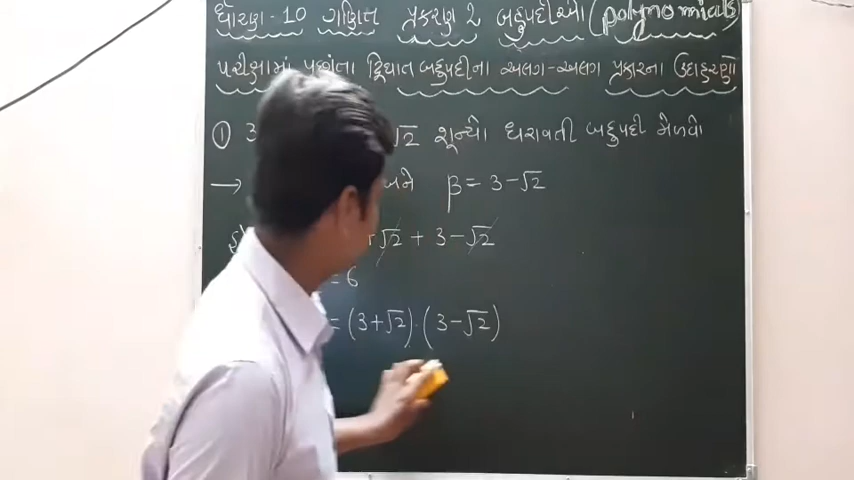 ધોરણ-10 ગણિત પ્રકરણ 2 બહુપદીઓ (polynomials)
પરીક્ષામાં પૂછાતા દ્વિઘાત બહુપદીના અલગ-અલગ પ્રકારના ઉદાહરણો
① 3 √2 શૂન્યો ધરાવતી બહુપદી મેળવો
→ અને β = 3-√2
+√2 + 3-√2
= 6
= (3+√2)·(3-√2)